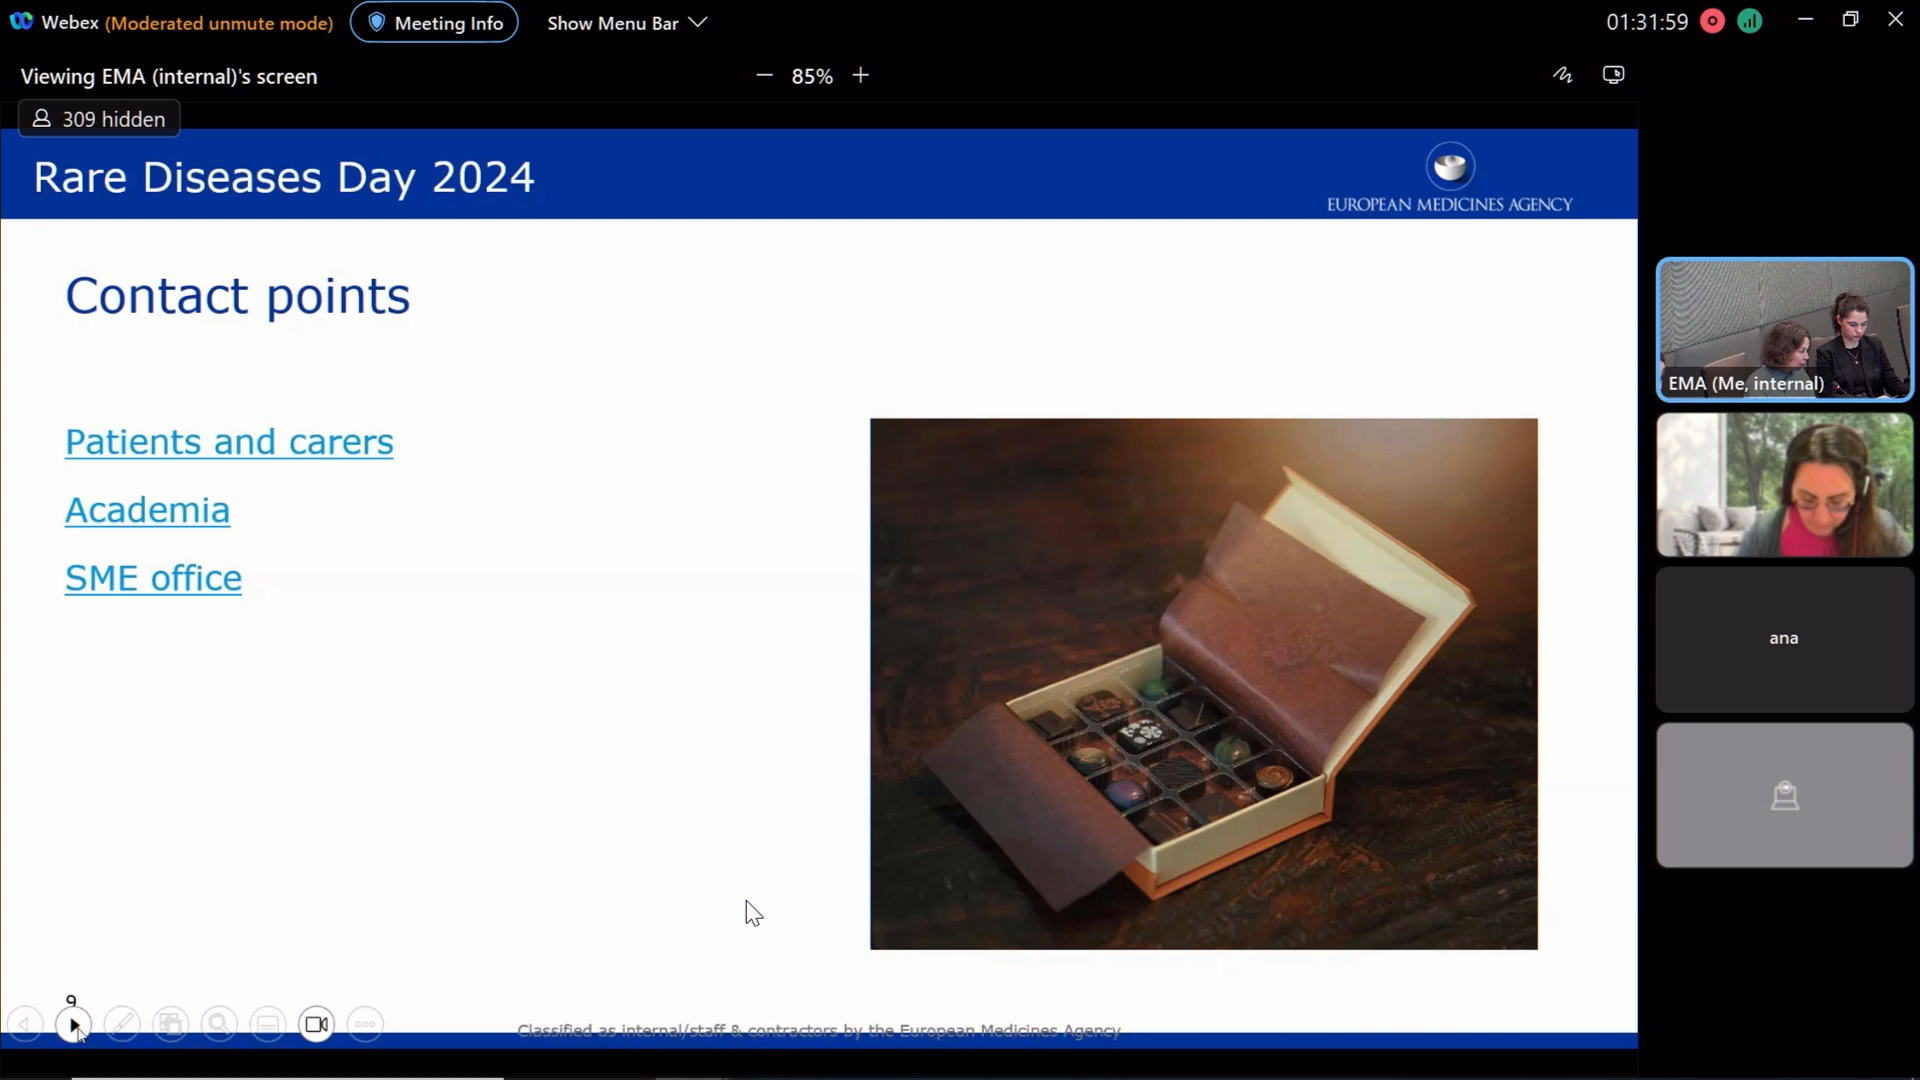 Webex (Moderated unmute mode) Meeting Info Show Menu Bar 01:31:59
Viewing EMA (internal)'s screen 85%
309 hidden
Rare Diseases Day 2024
EUROPEAN MEDICINES AGENCY
Contact points
Patients and carers
Academia
SME office
EMA (Me, internal)
ana
9
Classified as internal/staff & contractors by the European Medicines Agency